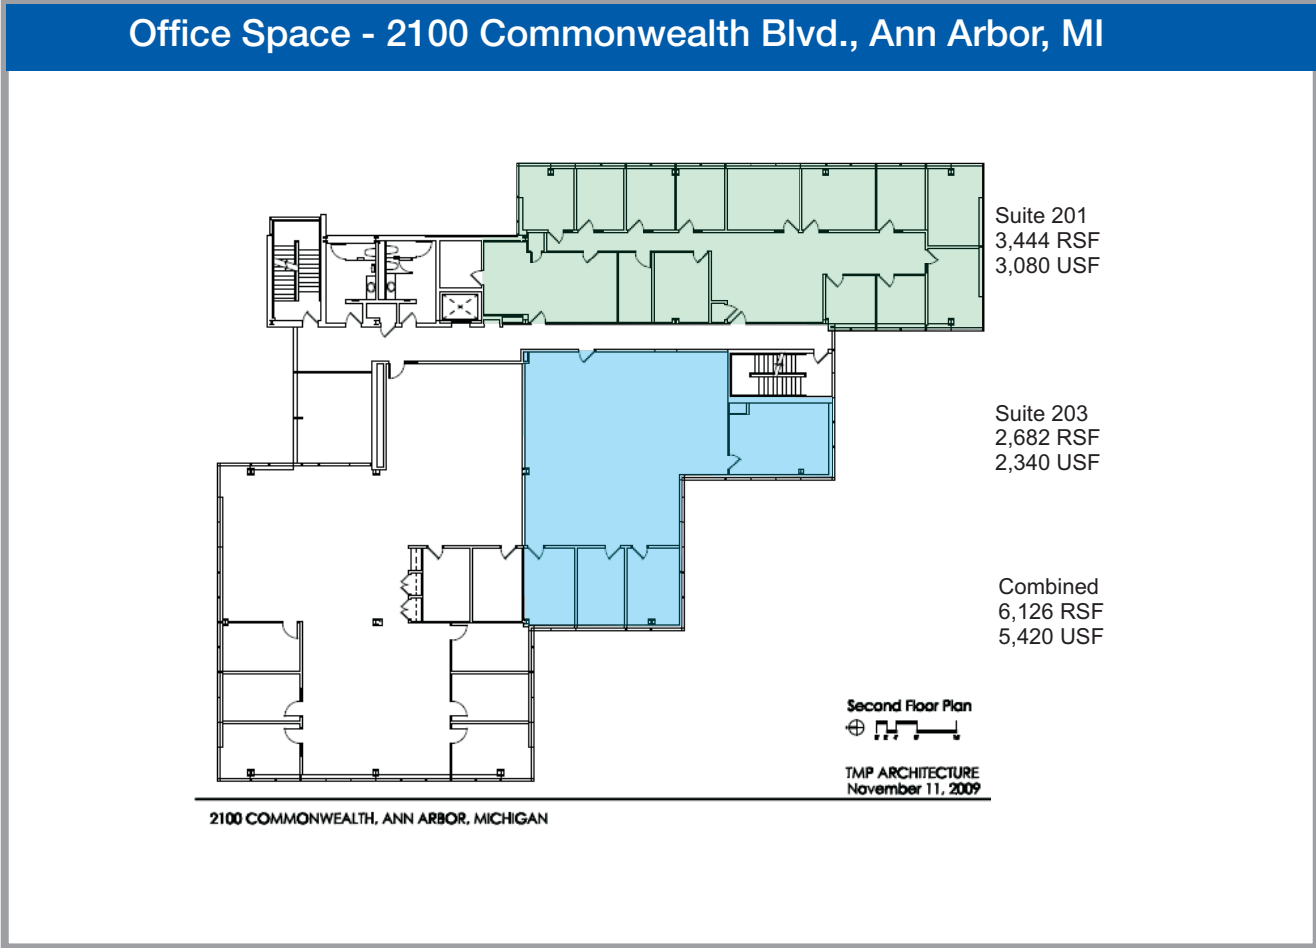 Office Space - 2100 Commonwealth Blvd., Ann Arbor, MI
Suite 201
3,444 RSF
3,080 USF
Suite 203
2,682 RSF
2,340 USF
Combined
6,126 RSF
5,420 USF
Second Floor Plan
TMP ARCHITECTURE
November 11, 2009
2100 COMMONWEALTH, ANN ARBOR, MICHIGAN